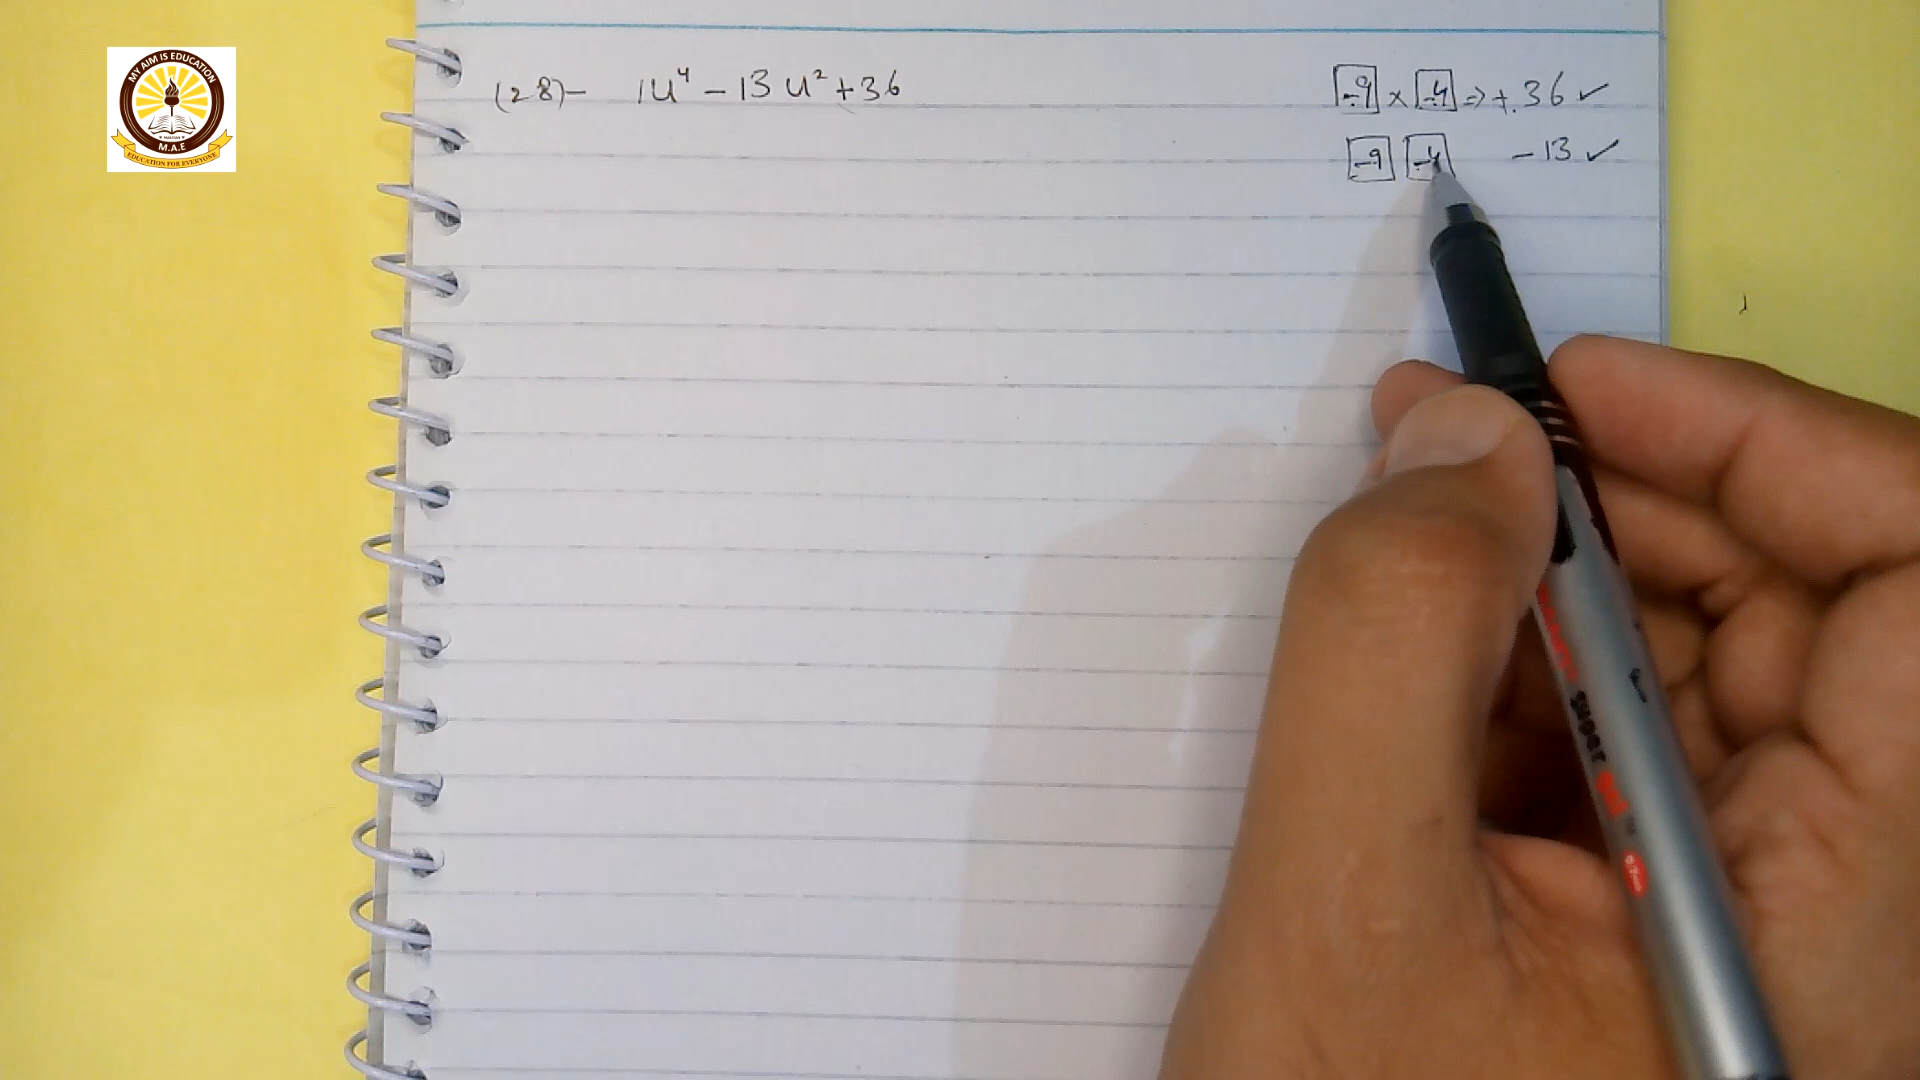 MY AIM IS EDUCATION
M.A.E
EDUCATION FOR EVERYONE
(28)- 1u⁴ - 13u² + 36
-9 × -4 ⇒ +36 ✓
-9 -4 -13 ✓